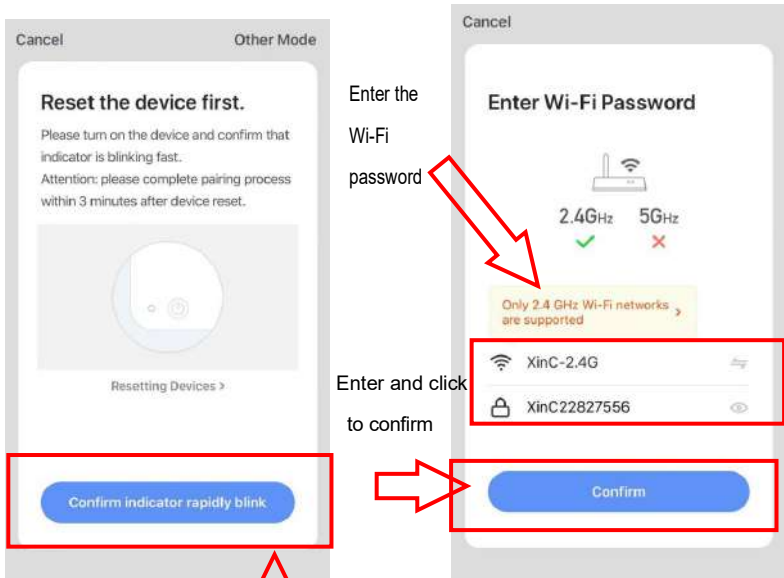 Cancel
Other Mode
Reset the device first.
Please turn on the device and confirm that
indicator is blinking fast.
Attention: please complete pairing process
within 3 minutes after device reset.
Resetting Devices >
Confirm indicator rapidly blink
Enter the
Wi-Fi
password
Enter and click
to confirm
Cancel
Enter Wi-Fi Password
2.4GHz 5GHz
Only 2.4 GHz Wi-Fi networks >
are supported
XinC-2.4G
XinC22827556
Confirm